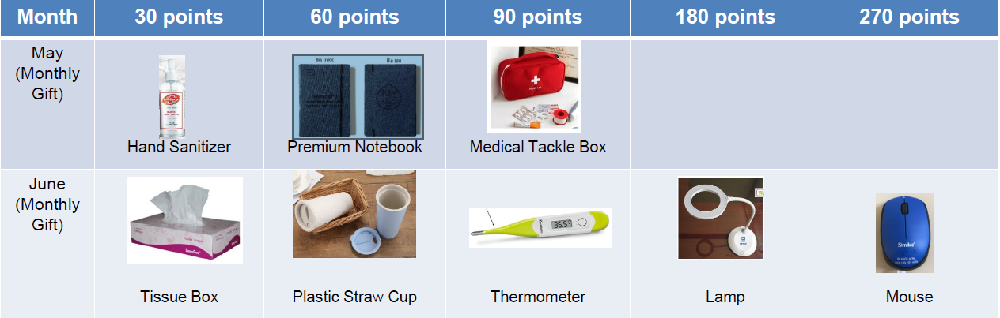 Month 30 points 60 points 90 points 180 points 270 points
May
(Monthly
Gift)
Bìa trước Bìa sau
FIRST AID
Hand Sanitizer Premium Notebook Medical Tackle Box
June
(Monthly
Gift)
36.5°
Similac
Tissue Box Plastic Straw Cup Thermometer Lamp Mouse